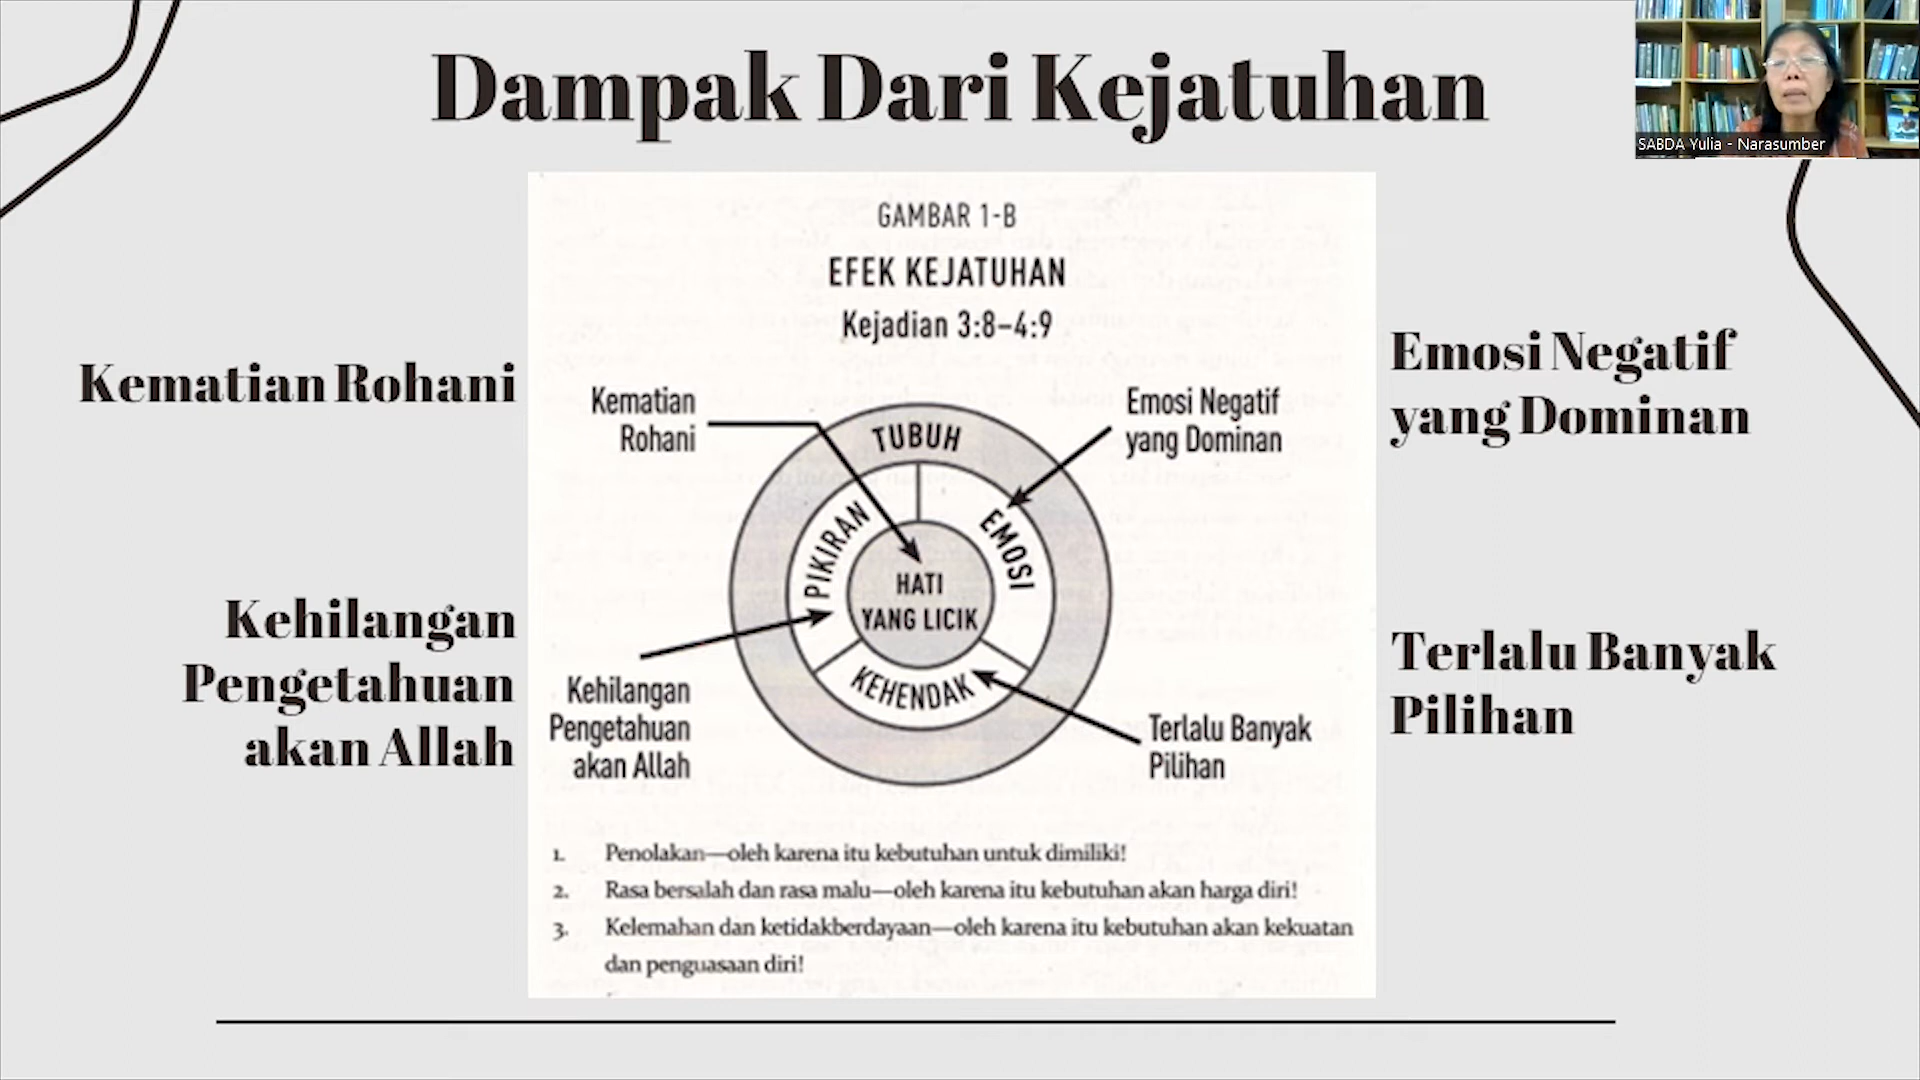 Dampak Dari Kejatuhan
SABDA Yulia - Narasumber
Kematian Rohani
Kehilangan
Pengetahuan
akan Allah
GAMBAR 1-B
EFEK KEJATUHAN
Kejadian 3:8–4:9
Kematian
Rohani
Emosi Negatif
yang Dominan
TUBUH
PIKIRAN
EMOSI
HATI
YANG LICIK
KEHENDAK
Kehilangan
Pengetahuan
akan Allah
Terlalu Banyak
Pilihan
1. Penolakan—oleh karena itu kebutuhan untuk dimiliki!
2. Rasa bersalah dan rasa malu—oleh karena itu kebutuhan akan harga diri!
3. Kelemahan dan ketidakberdayaan—oleh karena itu kebutuhan akan kekuatan
dan penguasaan diri!
Emosi Negatif
yang Dominan
Terlalu Banyak
Pilihan